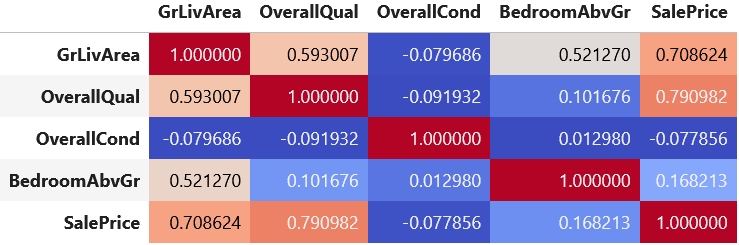 GrLivArea OverallQual OverallCond BedroomAbvGr SalePrice
GrLivArea 1.000000 0.593007 -0.079686 0.521270 0.708624
OverallQual 0.593007 1.000000 -0.091932 0.101676 0.790982
OverallCond -0.079686 -0.091932 1.000000 0.012980 -0.077856
BedroomAbvGr 0.521270 0.101676 0.012980 1.000000 0.168213
SalePrice 0.708624 0.790982 -0.077856 0.168213 1.000000